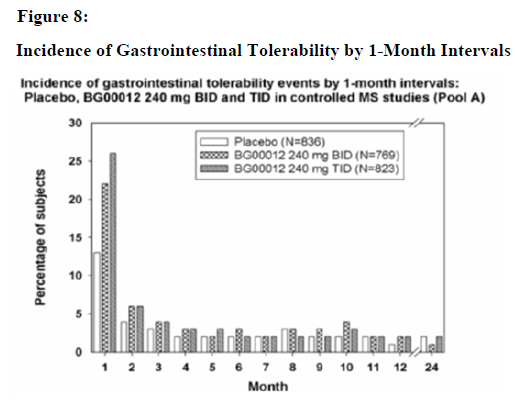 Figure 8:
Incidence of Gastrointestinal Tolerability by 1-Month Intervals
Incidence of gastrointestinal tolerability events by 1-month intervals:
Placebo, BG00012 240 mg BID and TID in controlled MS studies (Pool A)
30
25
20
15
10
5
0
Percentage of subjects
Placebo (N=836)
BG00012 240 mg BID (N=769)
BG00012 240 mg TID (N=823)
1 2 3 4 5 6 7 8 9 10 11 12 24
Month